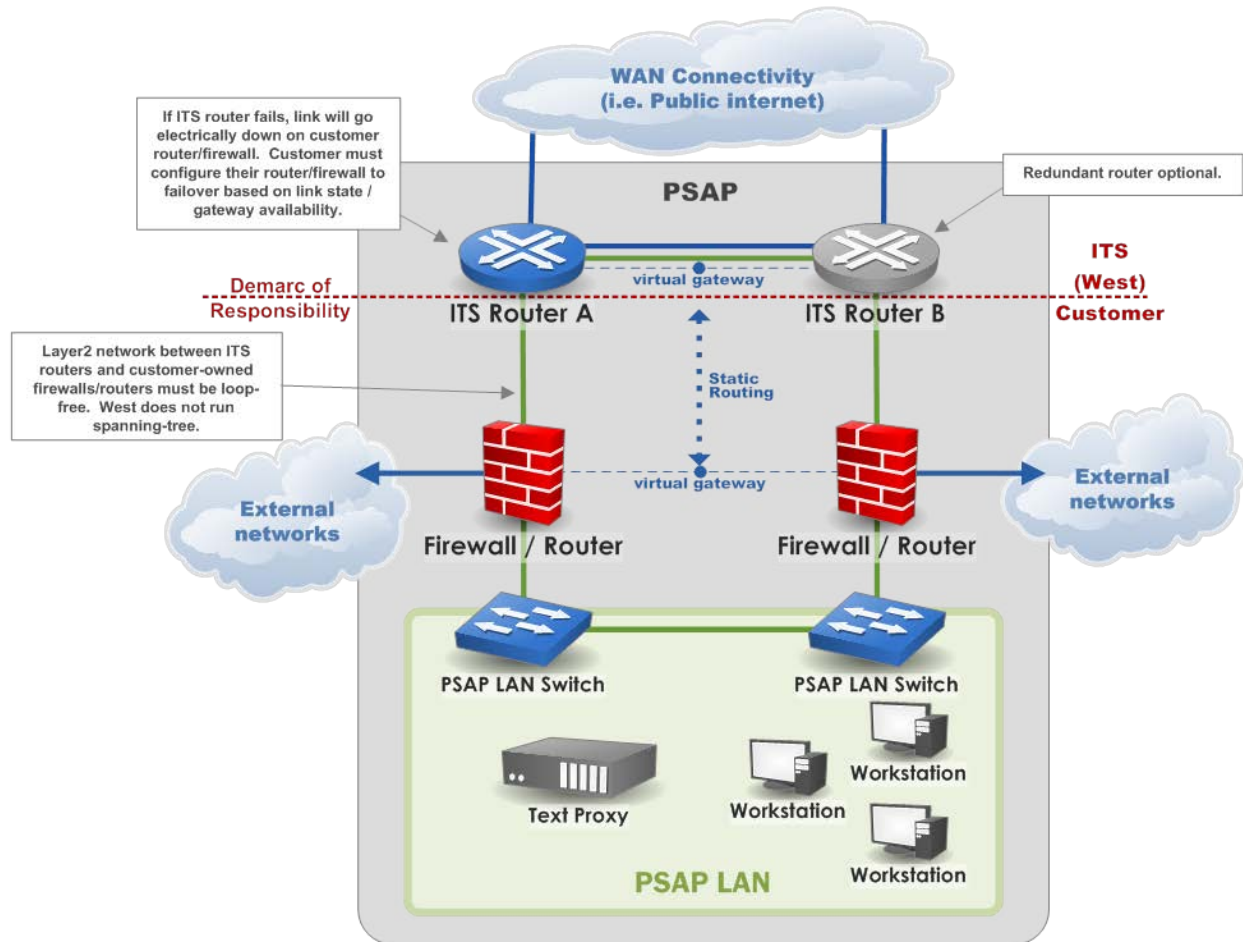 WAN Connectivity
(i.e. Public internet)
If ITS router fails, link will go
electrically down on customer
router/firewall. Customer must
configure their router/firewall to
failover based on link state /
gateway availability.
PSAP
Redundant router optional.
virtual gateway
Demarc of
Responsibility
ITS
(West)
Customer
ITS Router A
ITS Router B
Layer2 network between ITS
routers and customer-owned
firewalls/routers must be loop-
free. West does not run
spanning-tree.
Static
Routing
External
networks
virtual gateway
External
networks
Firewall / Router
Firewall / Router
PSAP LAN Switch
PSAP LAN Switch
Text Proxy
Workstation
Workstation
Workstation
PSAP LAN